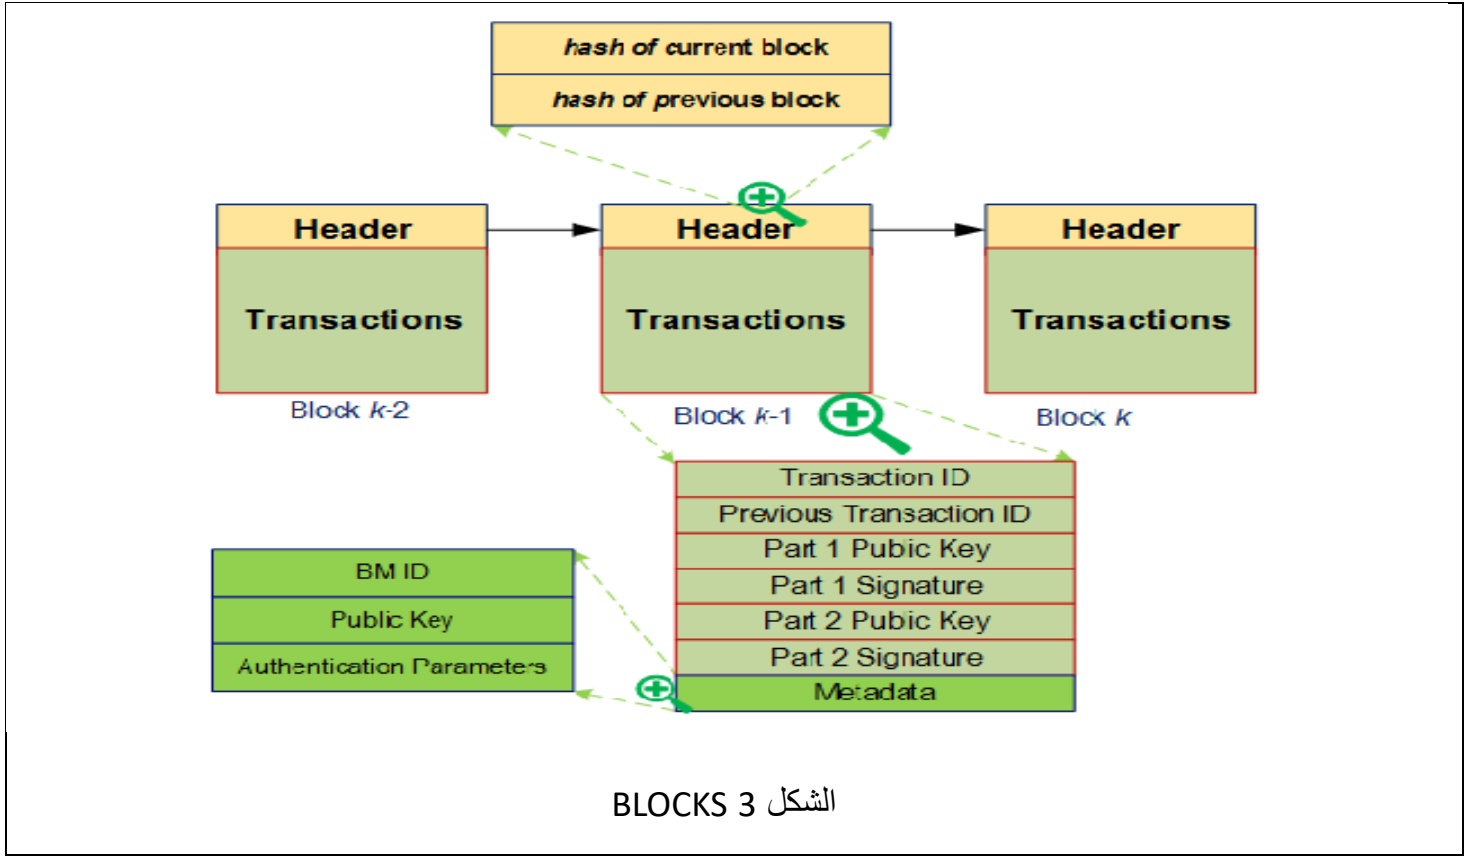 hash of current block
hash of previous block
Header
Header
Header
Transactions
Transactions
Transactions
Block k-2
Block k-1
Block k
Transaction ID
Previous Transaction ID
Part 1 Public Key
Part 1 Signature
Part 2 Public Key
Part 2 Signature
Metadata
BM ID
Public Key
Authentication Parameters
الشكل 3 BLOCKS